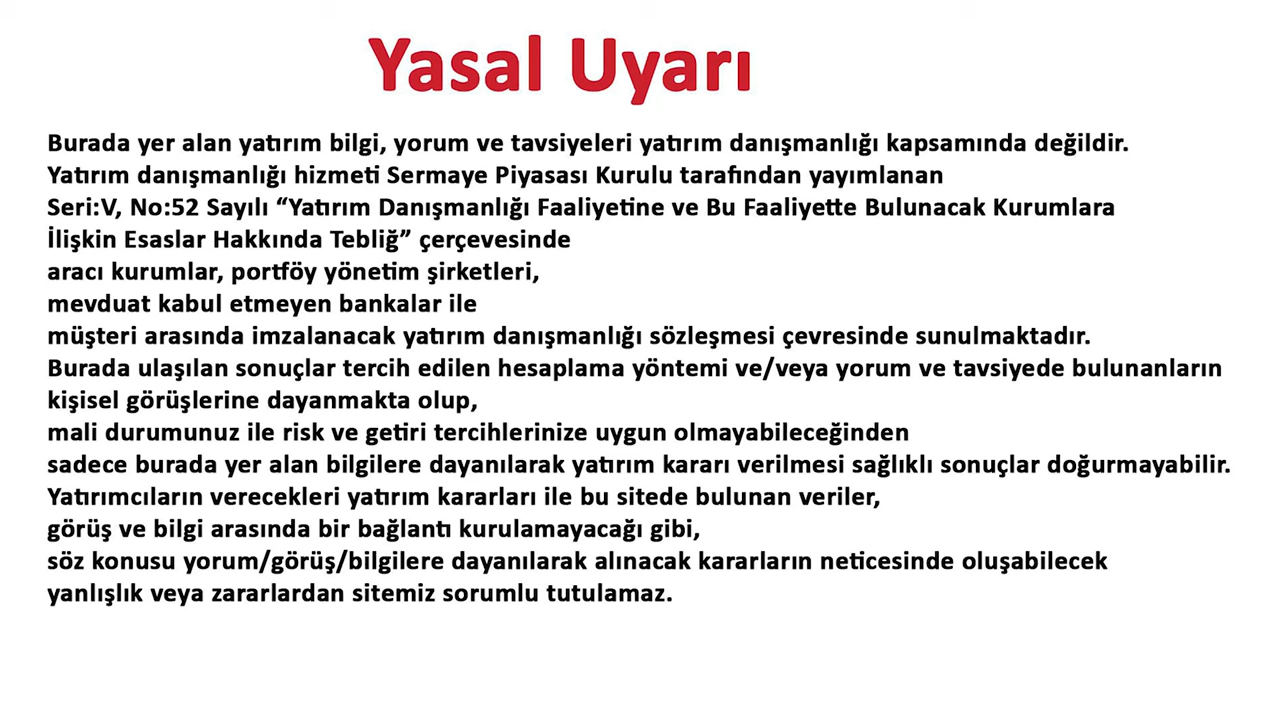 Yasal Uyarı
Burada yer alan yatırım bilgi, yorum ve tavsiyeleri yatırım danışmanlığı kapsamında değildir.
Yatırım danışmanlığı hizmeti Sermaye Piyasası Kurulu tarafından yayımlanan
Seri:V, No:52 Sayılı “Yatırım Danışmanlığı Faaliyetine ve Bu Faaliyette Bulunacak Kurumlara
İlişkin Esaslar Hakkında Tebliğ” çerçevesinde
aracı kurumlar, portföy yönetim şirketleri,
mevduat kabul etmeyen bankalar ile
müşteri arasında imzalanacak yatırım danışmanlığı sözleşmesi çevresinde sunulmaktadır.
Burada ulaşılan sonuçlar tercih edilen hesaplama yöntemi ve/veya yorum ve tavsiyede bulunanların
kişisel görüşlerine dayanmakta olup,
mali durumunuz ile risk ve getiri tercihlerinize uygun olmayabileceğinden
sadece burada yer alan bilgilere dayanılarak yatırım kararı verilmesi sağlıklı sonuçlar doğurmayabilir.
Yatırımcıların verecekleri yatırım kararları ile bu sitede bulunan veriler,
görüş ve bilgi arasında bir bağlantı kurulamayacağı gibi,
söz konusu yorum/görüş/bilgilere dayanılarak alınacak kararların neticesinde oluşabilecek
yanlışlık veya zararlardan sitemiz sorumlu tutulamaz.